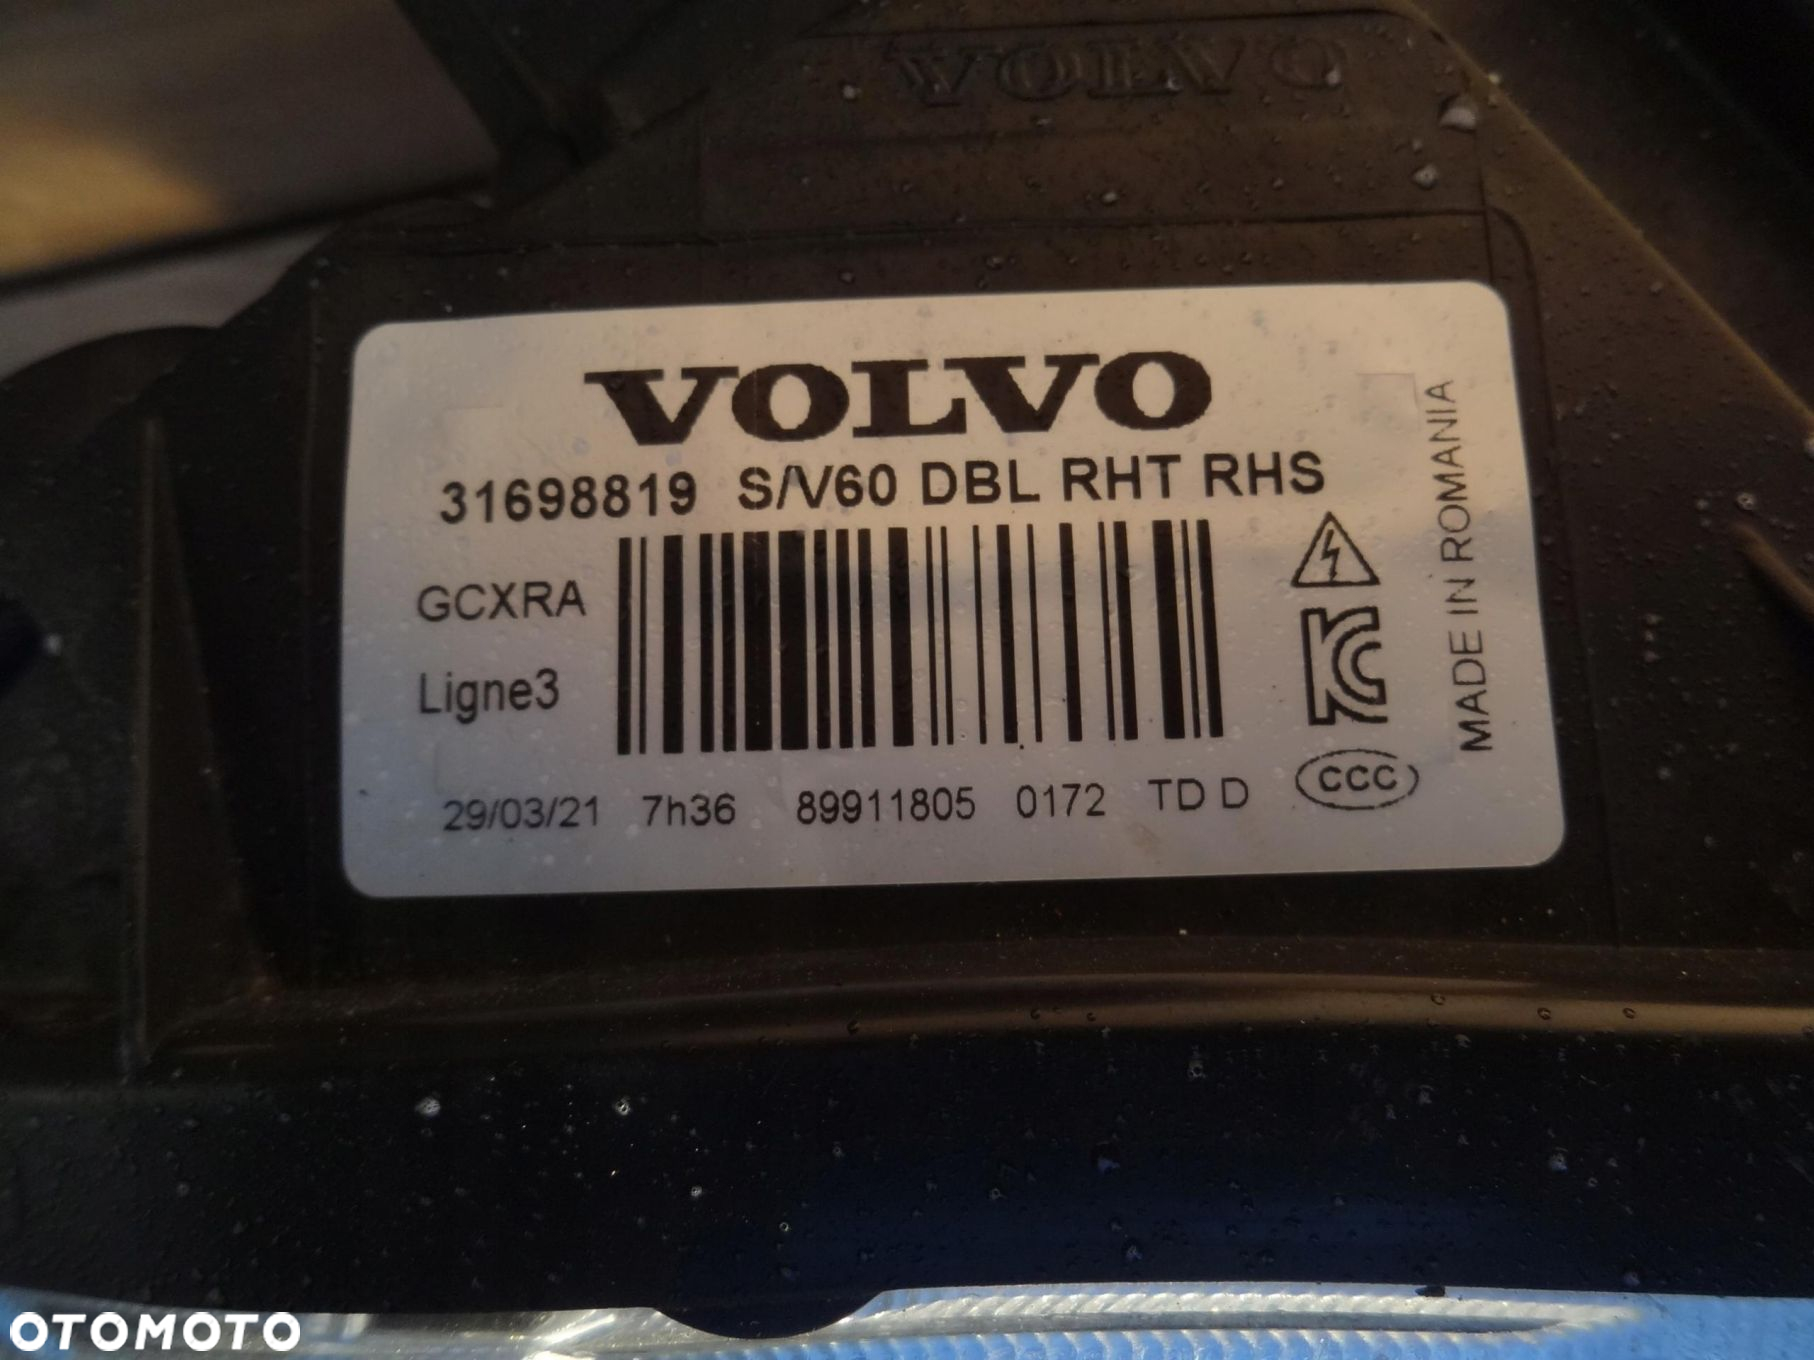 VOLVO
VOLVO
31698819 S/V60 DBL RHT RHS
GCXRA
Ligne3
29/03/21 7h36 89911805 0172 TD D
CCC
MADE IN ROMANIA
OTOMOTO